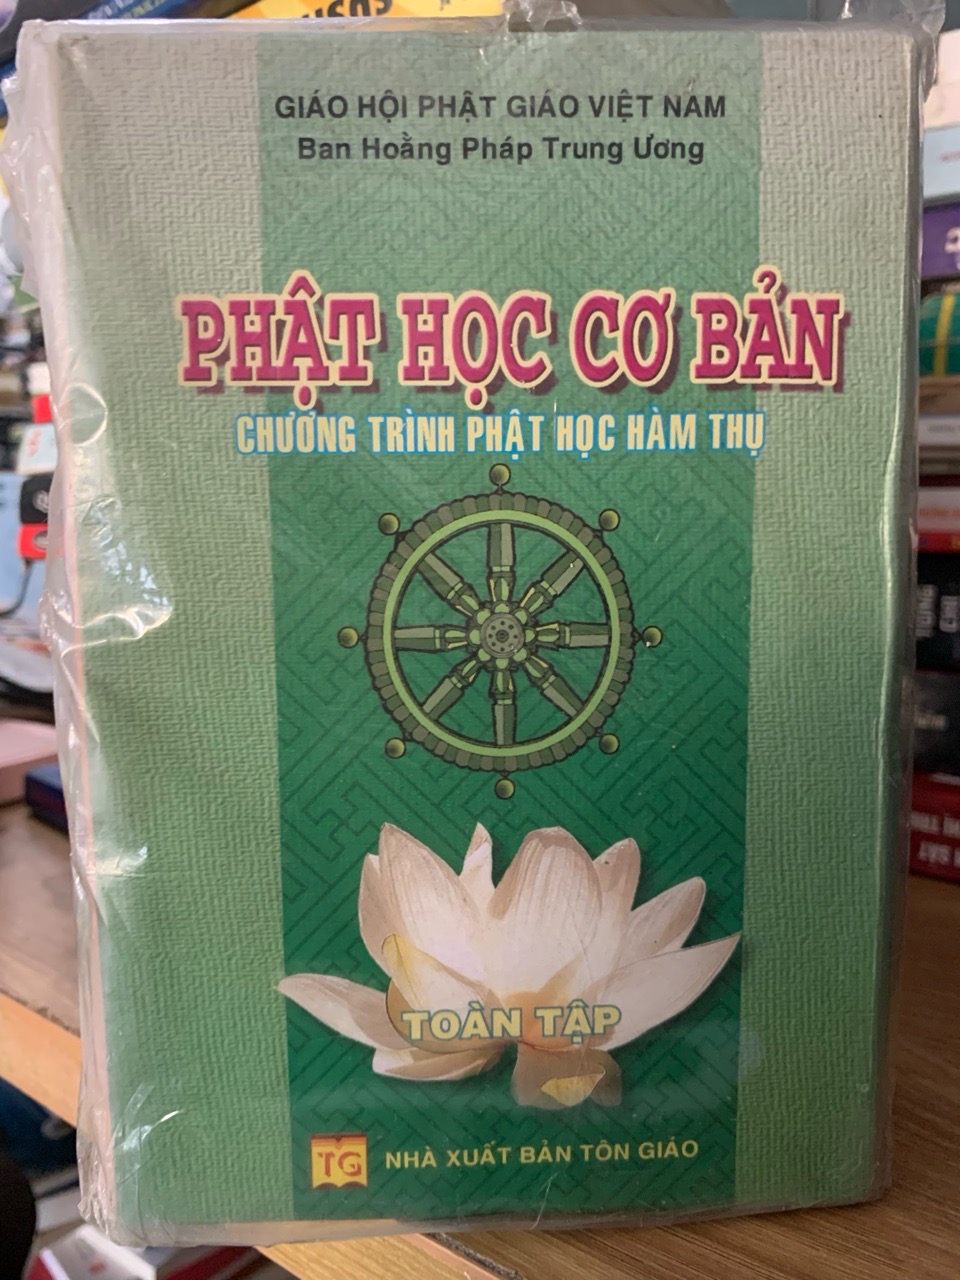 GIÁO HỘI PHẬT GIÁO VIỆT NAM
Ban Hoằng Pháp Trung Ương
PHẬT HỌC CƠ BẢN
CHƯƠNG TRÌNH PHẬT HỌC HÀM THỤ
TOÀN TẬP
TG NHÀ XUẤT BẢN TÔN GIÁO